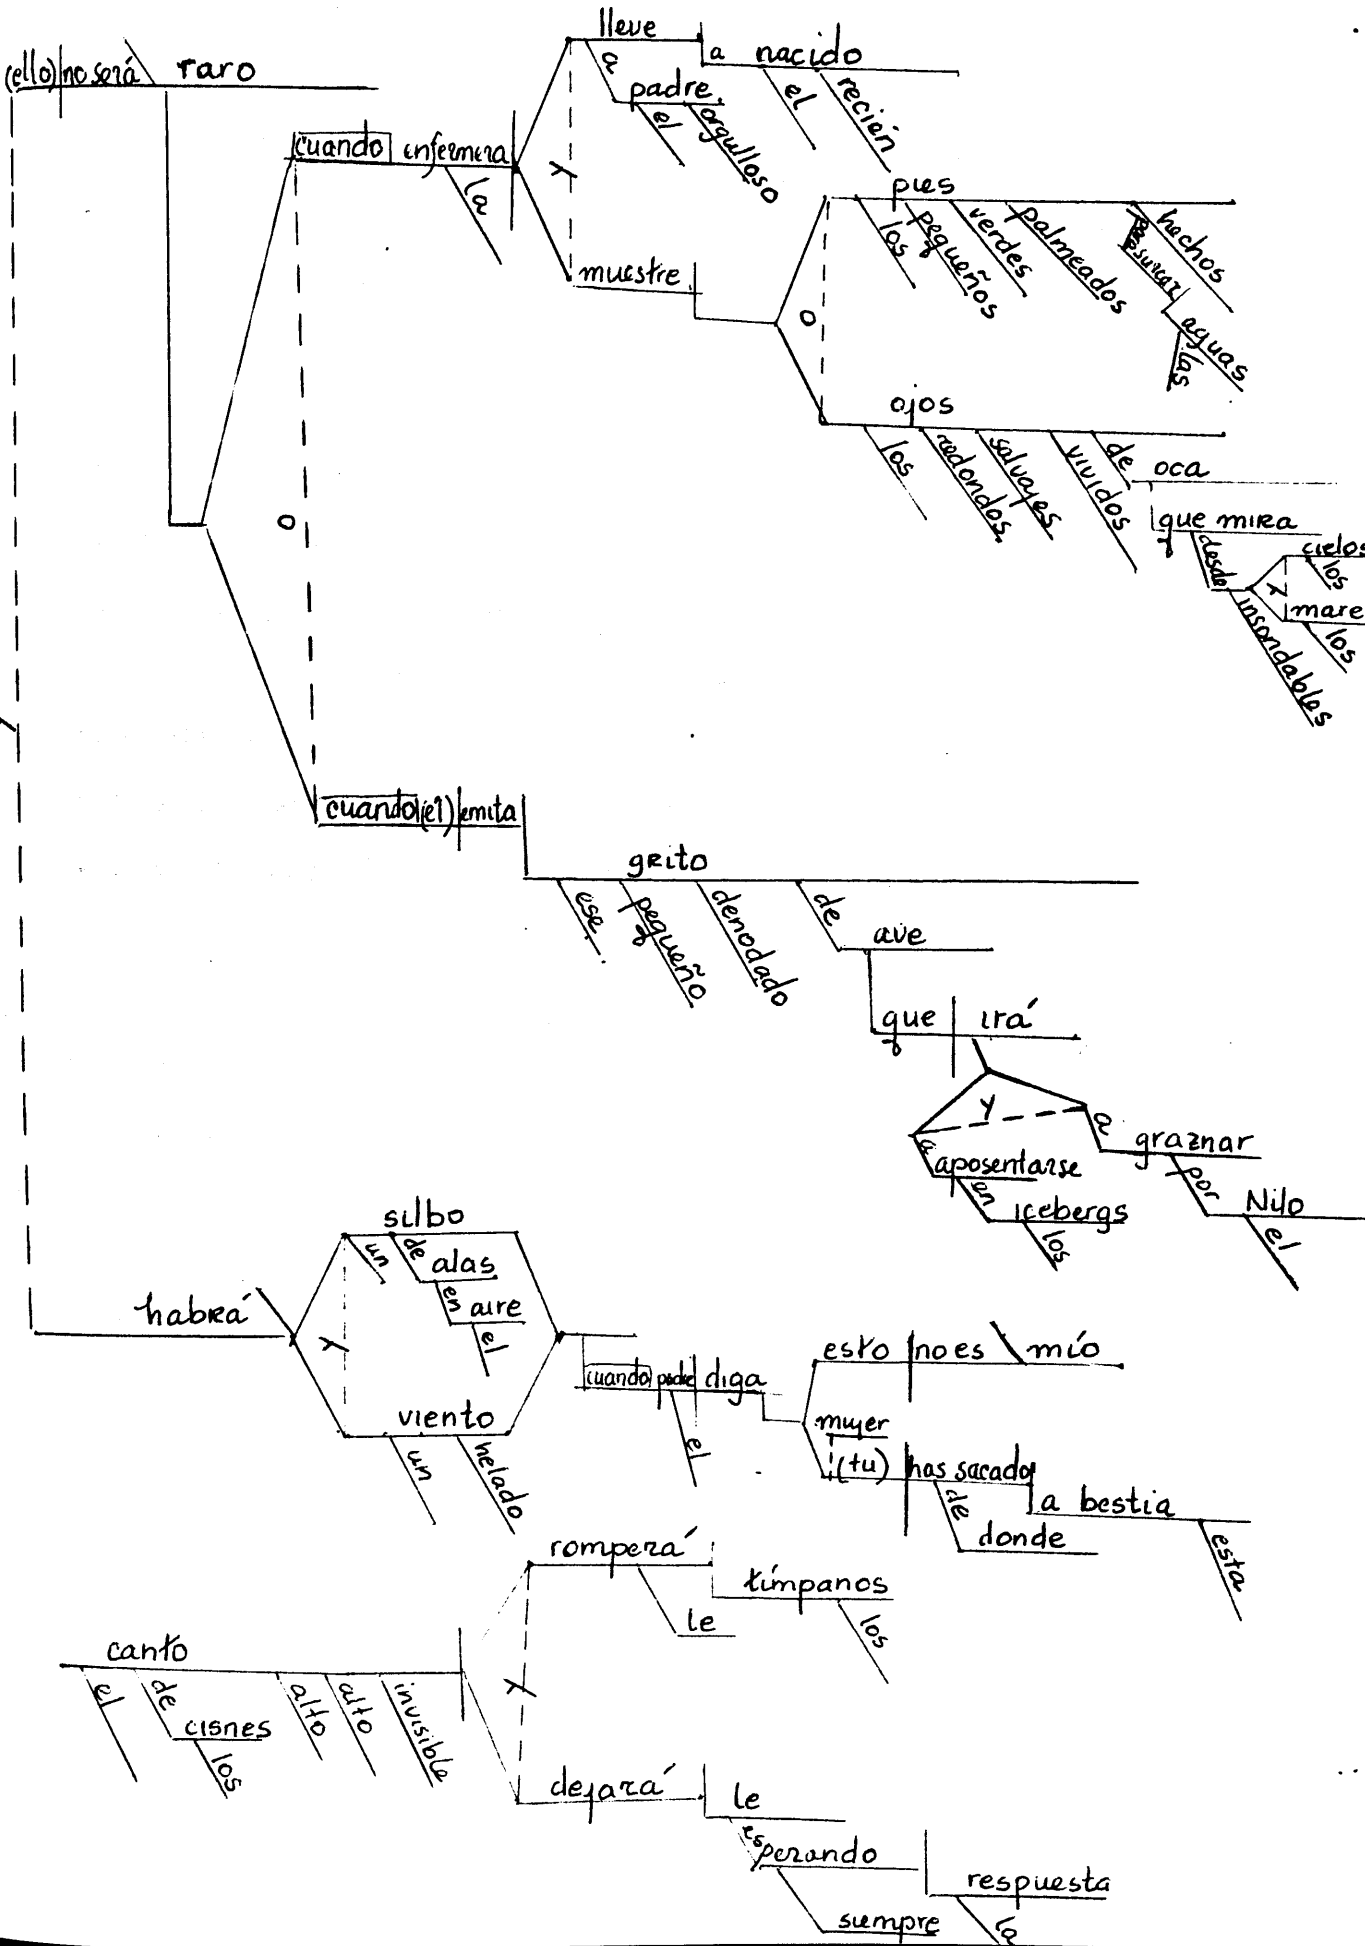 (ello) no será raro
cuando enfermera
la
lleve a nacido
a padre
el orgulloso
el recién
y
muestre
pies
los pequeños verdes palmeados hechos
surcar
aguas
las
o
ojos
los redondos salvajes vividos de oca
que mira
desde
cielos
los
y
insondables
mare
los
o
cuando (el) emita
grito
ese pequeño denodado de
ave
que irá
y
a aposentarse
en icebergs
los
a graznar
por Nilo
el
y
habrá
silbo
un de alas
en aire
el
y
viento
un helado
cuando padre diga
el
esto no es mío
mujer
(tu) has sacado a bestia
de donde
esta
canto
el de cisnes
los
alto alto invisible
romperá tímpanos
le
los
y
dejará le
esperando respuesta
siempre
la